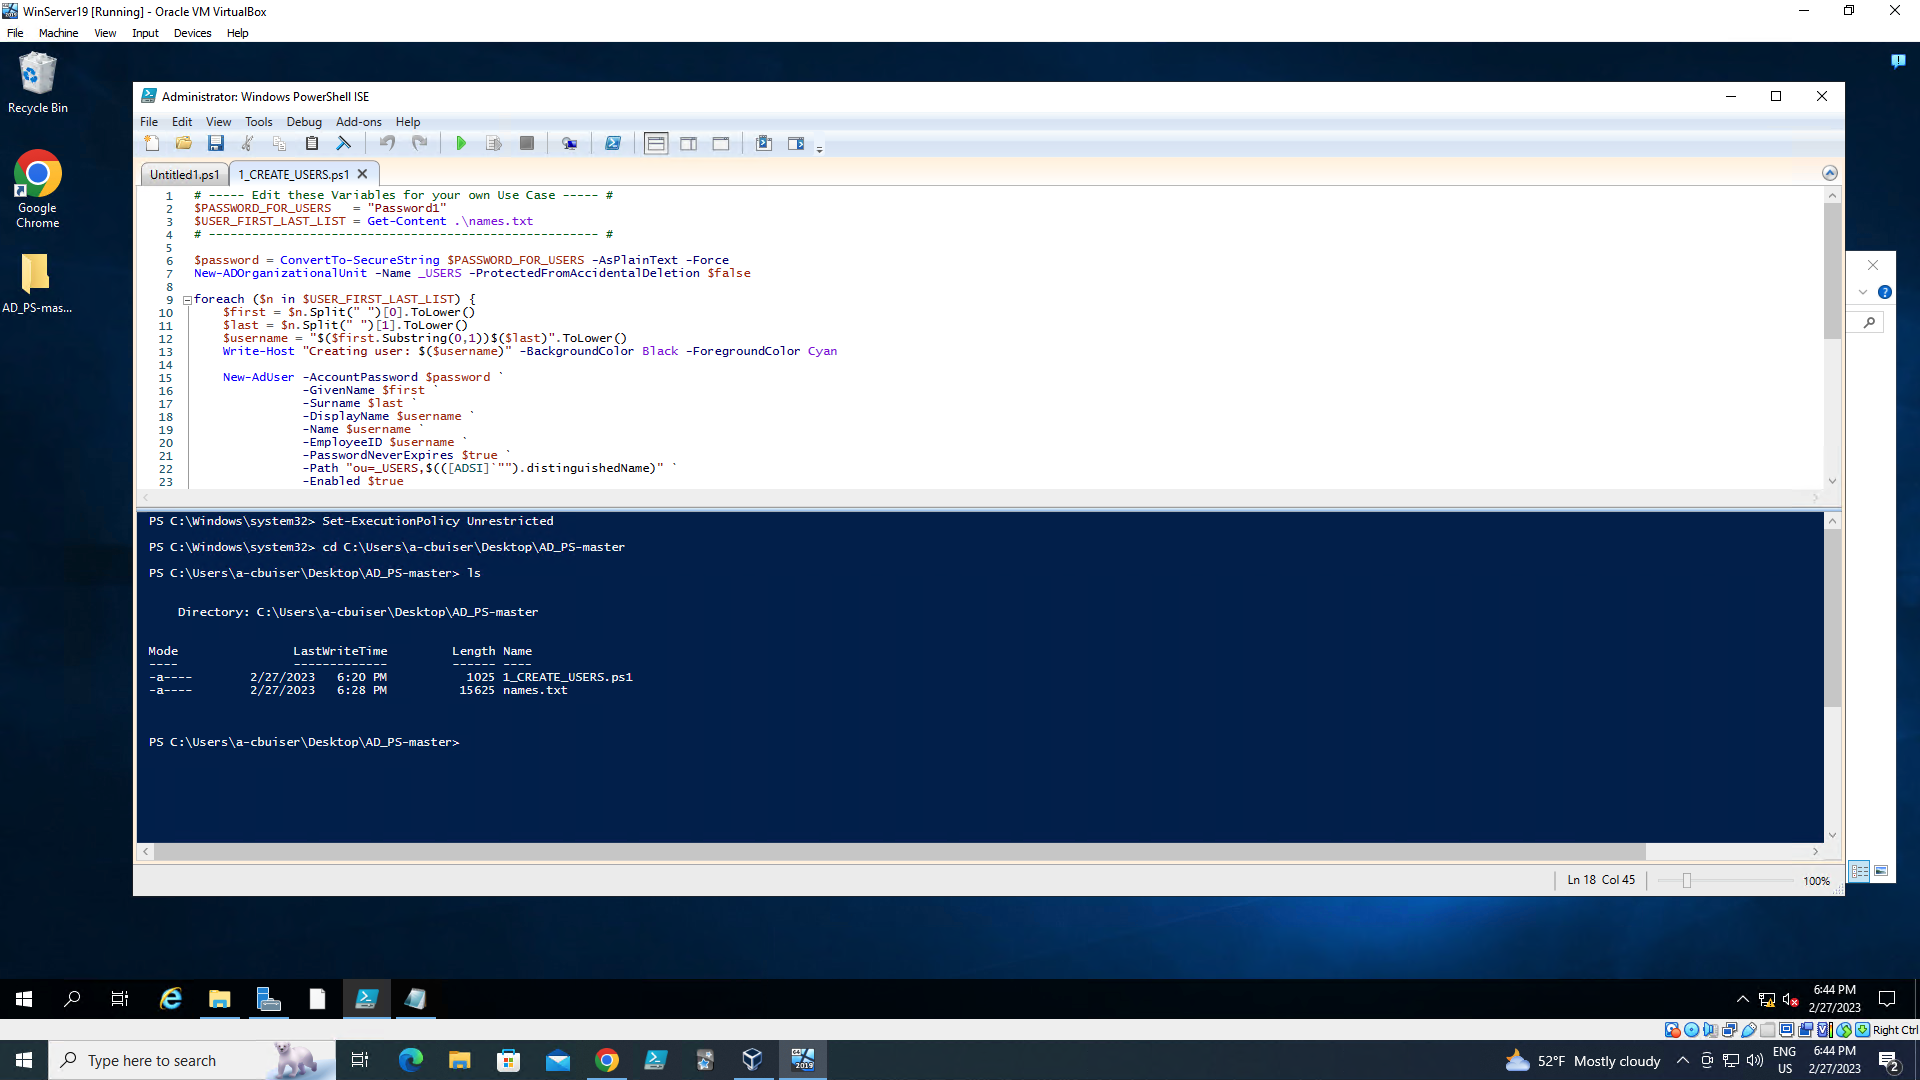 WinServer19 [Running] - Oracle VM VirtualBox
File Machine View Input Devices Help
Recycle Bin
Google Chrome
AD_PS-mas...
Administrator: Windows PowerShell ISE
File Edit View Tools Debug Add-ons Help
Untitled1.ps1 1_CREATE_USERS.ps1
1 # ----- Edit these Variables for your own Use Case ----- #
2 $PASSWORD_FOR_USERS   = "Password1"
3 $USER_FIRST_LAST_LIST = Get-Content .\names.txt
4 # ------------------------------------------------------ #
5
6 $password = ConvertTo-SecureString $PASSWORD_FOR_USERS -AsPlainText -Force
7 New-ADOrganizationalUnit -Name _USERS -ProtectedFromAccidentalDeletion $false
8
9 foreach ($n in $USER_FIRST_LAST_LIST) {
10 $first = $n.Split(" ")[0].ToLower()
11 $last = $n.Split(" ")[1].ToLower()
12 $username = "$($first.Substring(0,1))$($last)".ToLower()
13 Write-Host "Creating user: $($username)" -BackgroundColor Black -ForegroundColor Cyan
14
15 New-AdUser -AccountPassword $password `
16 -GivenName $first `
17 -Surname $last `
18 -DisplayName $username `
19 -Name $username `
20 -EmployeeID $username `
21 -PasswordNeverExpires $true `
22 -Path "ou=_USERS,$(([ADSI]`"").distinguishedName)" `
23 -Enabled $true
PS C:\Windows\system32> Set-ExecutionPolicy Unrestricted
PS C:\Windows\system32> cd C:\Users\a-cbuiser\Desktop\AD_PS-master
PS C:\Users\a-cbuiser\Desktop\AD_PS-master> ls
Directory: C:\Users\a-cbuiser\Desktop\AD_PS-master
Mode LastWriteTime Length Name
---- ------------- ------ ----
-a---- 2/27/2023 6:20 PM 1025 1_CREATE_USERS.ps1
-a---- 2/27/2023 6:28 PM 15625 names.txt
PS C:\Users\a-cbuiser\Desktop\AD_PS-master>
Ln 18 Col 45 100%
6:44 PM
2/27/2023
Right Ctrl
Type here to search
2019
52°F Mostly cloudy
ENG
US
6:44 PM
2/27/2023
2